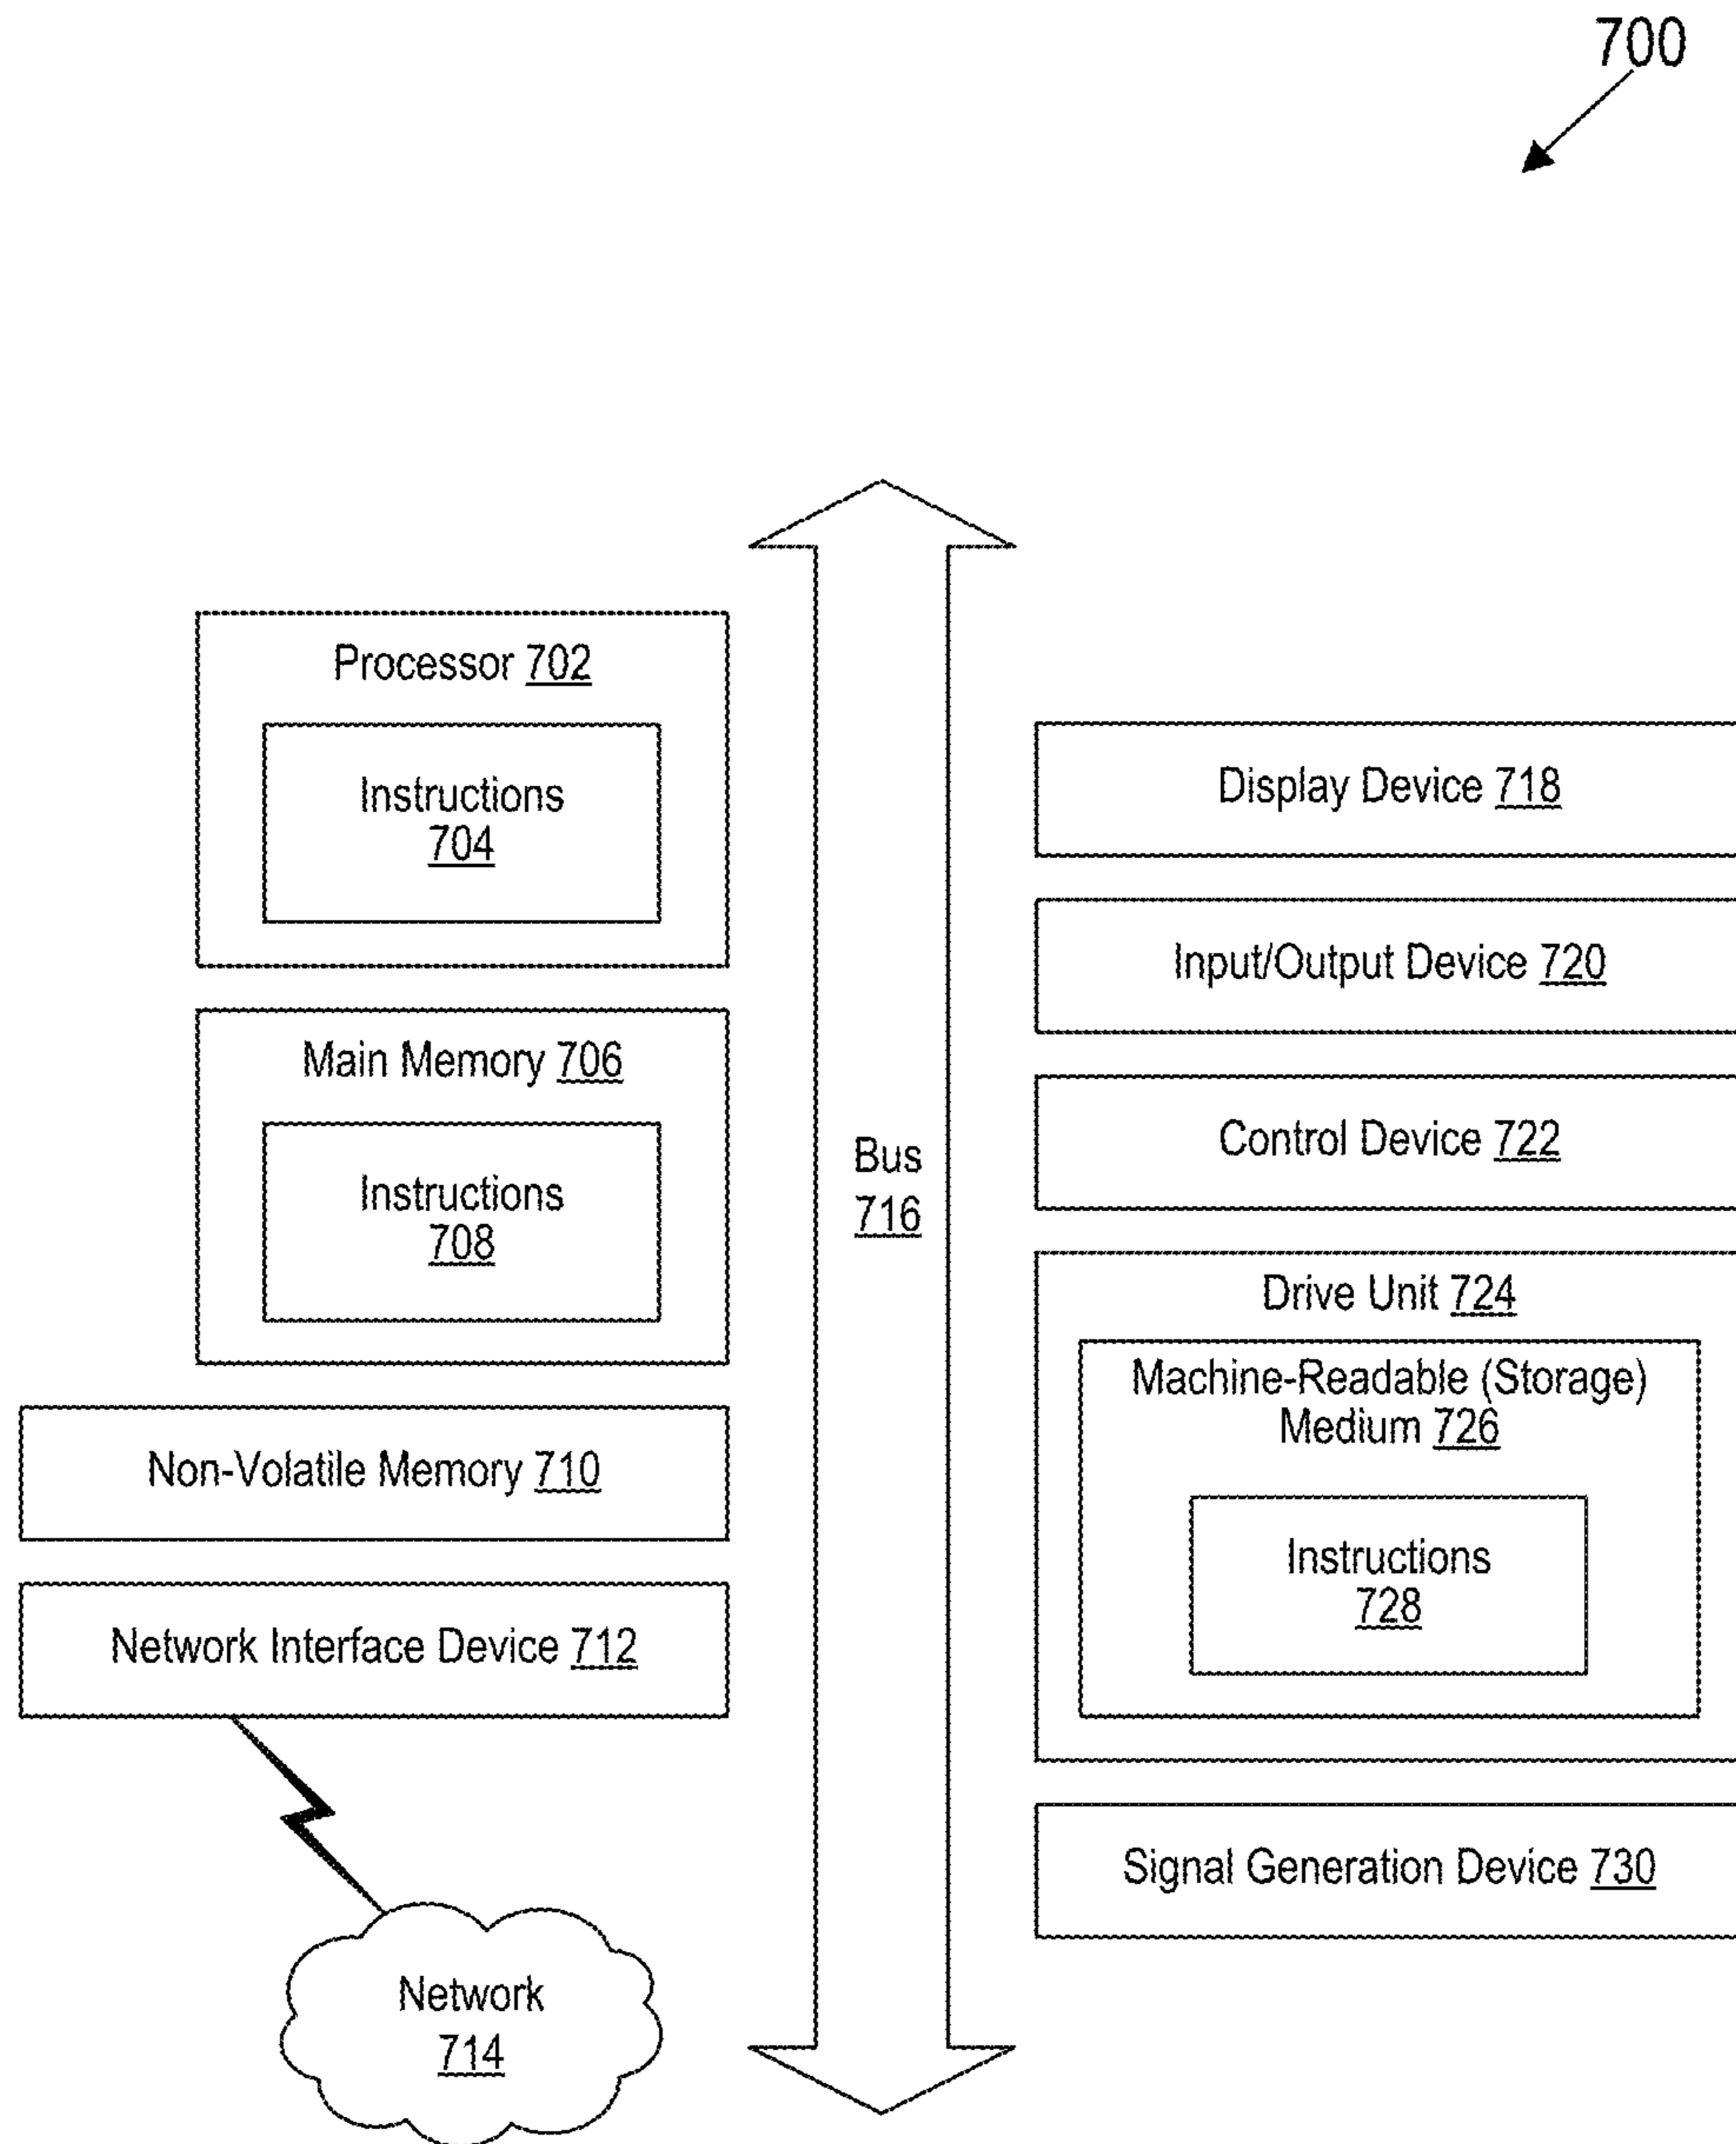 700
Processor 702
Instructions
704
Main Memory 706
Instructions
708
Non-Volatile Memory 710
Network Interface Device 712
Network
714
Bus
716
Display Device 718
Input/Output Device 720
Control Device 722
Drive Unit 724
Machine-Readable (Storage)
Medium 726
Instructions
728
Signal Generation Device 730